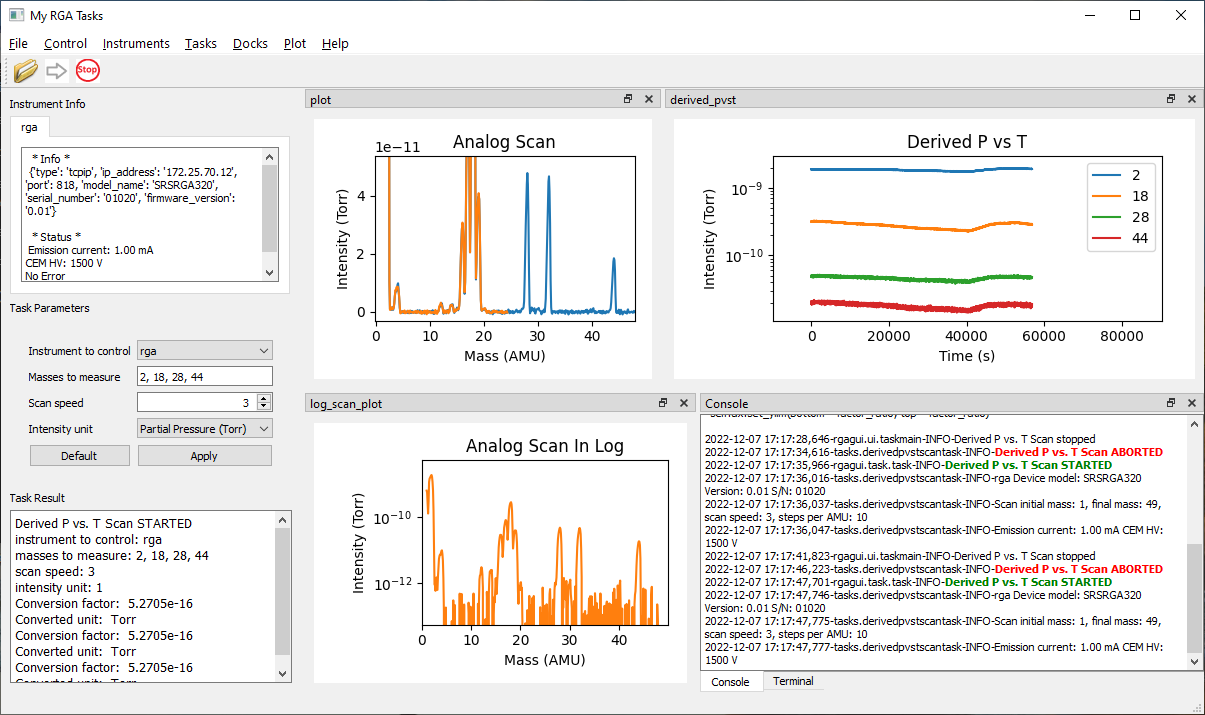 My RGA Tasks
File Control Instruments Tasks Docks Plot Help
Stop
Instrument Info
rga
* Info *
{'type': 'tcpip', 'ip_address': '172.25.70.12',
'port': 818, 'model_name': 'SRSRGA320',
'serial_number': '01020', 'firmware_version':
'0.01'}
* Status *
Emission current: 1.00 mA
CEM HV: 1500 V
No Error
Task Parameters
Instrument to control rga
Masses to measure 2, 18, 28, 44
Scan speed 3
Intensity unit Partial Pressure (Torr)
Default Apply
Task Result
Derived P vs. T Scan STARTED
instrument to control: rga
masses to measure: 2, 18, 28, 44
scan speed: 3
intensity unit: 1
Conversion factor: 5.2705e-16
Converted unit: Torr
Conversion factor: 5.2705e-16
Converted unit: Torr
Conversion factor: 5.2705e-16
Converted unit: Torr
plot
Analog Scan
1e−11
Intensity (Torr)
4
2
0
0 10 20 30 40
Mass (AMU)
derived_pvst
Derived P vs T
Intensity (Torr)
10−9
10−10
2
18
28
44
0 20000 40000 60000 80000
Time (s)
log_scan_plot
Analog Scan In Log
Intensity (Torr)
10−10
10−12
0 10 20 30 40
Mass (AMU)
Console
2022-12-07 17:17:28,646-rgagui.ui.taskmain-INFO-Derived P vs. T Scan stopped
2022-12-07 17:17:34,616-tasks.derivedpvstscantask-INFO-Derived P vs. T Scan ABORTED
2022-12-07 17:17:35,966-rgagui.task.task-INFO-Derived P vs. T Scan STARTED
2022-12-07 17:17:36,016-tasks.derivedpvstscantask-INFO-rga Device model: SRSRGA320
Version: 0.01 S/N: 01020
2022-12-07 17:17:36,037-tasks.derivedpvstscantask-INFO-Scan initial mass: 1, final mass: 49,
scan speed: 3, steps per AMU: 10
2022-12-07 17:17:36,047-tasks.derivedpvstscantask-INFO-Emission current: 1.00 mA CEM HV:
1500 V
2022-12-07 17:17:41,823-rgagui.ui.taskmain-INFO-Derived P vs. T Scan stopped
2022-12-07 17:17:46,223-tasks.derivedpvstscantask-INFO-Derived P vs. T Scan ABORTED
2022-12-07 17:17:47,701-rgagui.task.task-INFO-Derived P vs. T Scan STARTED
2022-12-07 17:17:47,746-tasks.derivedpvstscantask-INFO-rga Device model: SRSRGA320
Version: 0.01 S/N: 01020
2022-12-07 17:17:47,775-tasks.derivedpvstscantask-INFO-Scan initial mass: 1, final mass: 49,
scan speed: 3, steps per AMU: 10
2022-12-07 17:17:47,777-tasks.derivedpvstscantask-INFO-Emission current: 1.00 mA CEM HV:
1500 V
Console Terminal